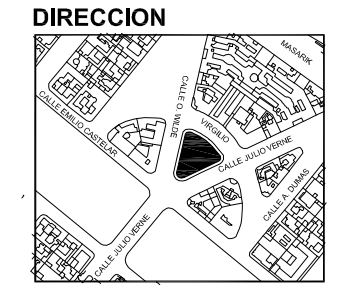 DIRECCION
MASARIK
CALLE O. WILDE
CALLE EMILIO CASTELAR
VIRGILIO
CALLE JULIO VERNE
CALLE A. DUMAS
CALLE JULIO VERNE